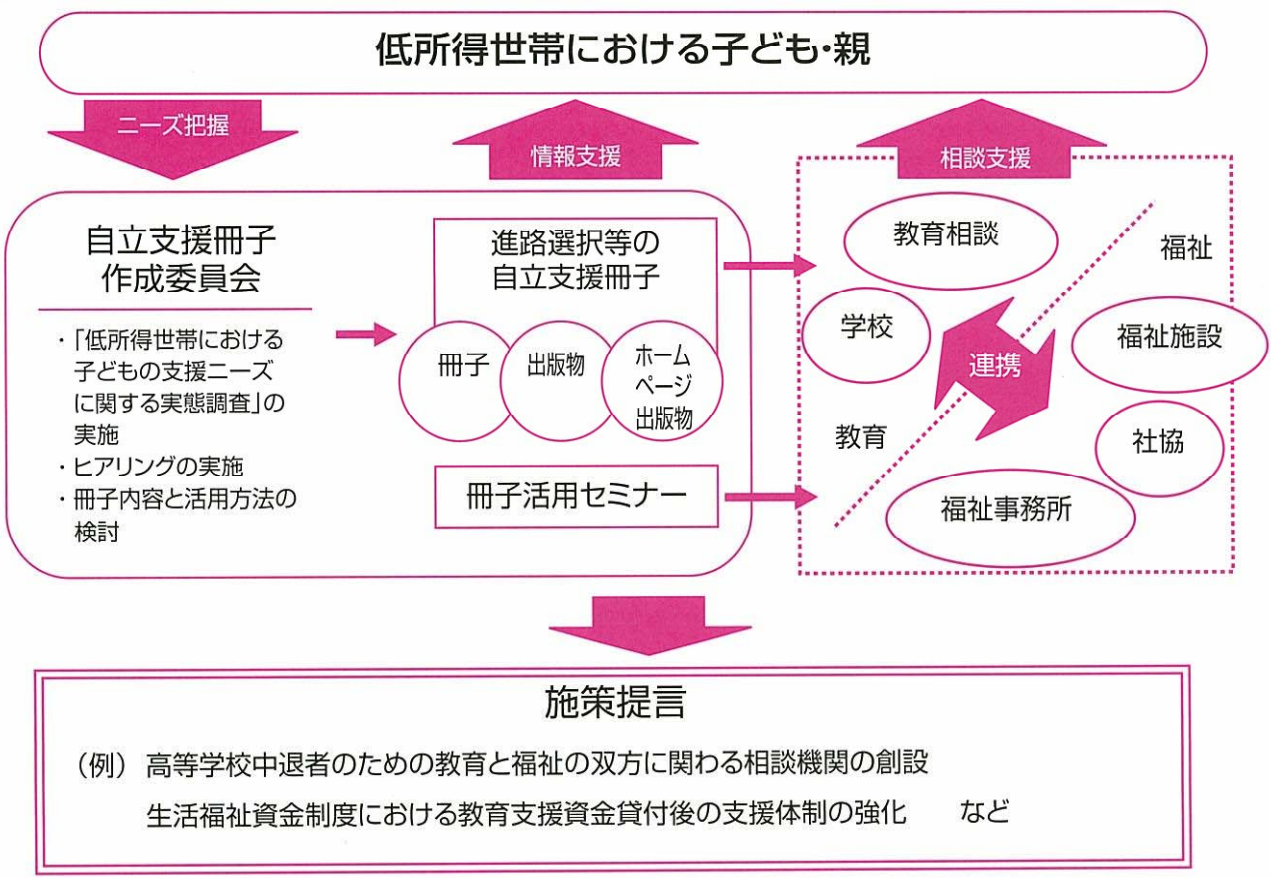 低所得世帯における子ども・親
ニーズ把握
情報支援
相談支援
自立支援冊子
作成委員会
・「低所得世帯における
子どもの支援ニーズ
に関する実態調査」の
実施
・ヒアリングの実施
・冊子内容と活用方法の
検討
進路選択等の
自立支援冊子
冊子
出版物
ホーム
ページ
出版物
冊子活用セミナー
教育相談
福祉
学校
福祉施設
連携
教育
社協
福祉事務所
施策提言
（例） 高等学校中退者のための教育と福祉の双方に関わる相談機関の創設
生活福祉資金制度における教育支援資金貸付後の支援体制の強化　など